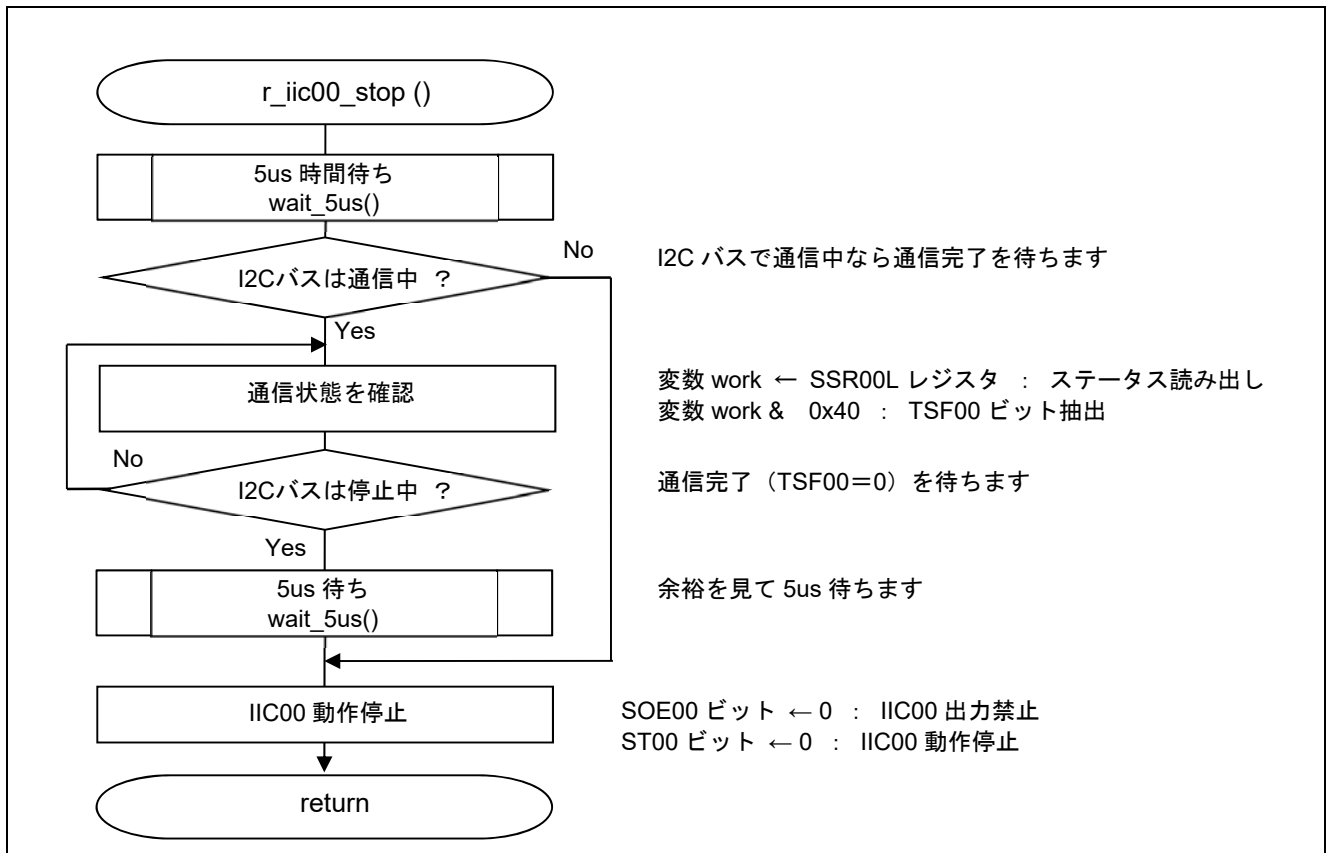 r_iic00_stop ()
5us 時間待ち
wait_5us()
I2Cバスは通信中 ?
No
I2C バスで通信中なら通信完了を待ちます
Yes
通信状態を確認
変数 work ← SSR00L レジスタ : ステータス読み出し
変数 work & 0x40 : TSF00 ビット抽出
No
I2Cバスは停止中 ?
通信完了（TSF00＝0）を待ちます
Yes
5us 待ち
wait_5us()
余裕を見て 5us 待ちます
IIC00 動作停止
SOE00 ビット ← 0 : IIC00 出力禁止
ST00 ビット ← 0 : IIC00 動作停止
return